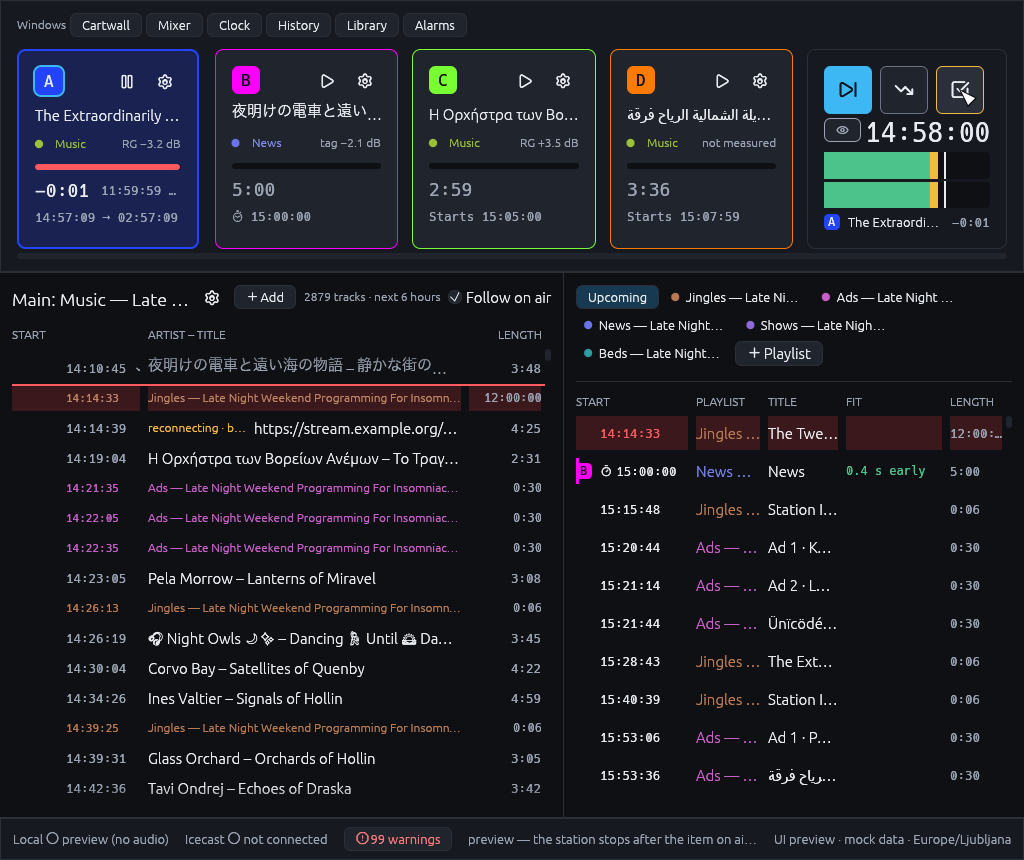 Windows Cartwall Mixer Clock History Library Alarms
A
The Extraordinarily …
Music RG −3.2 dB
−0:01 11:59:59 …
14:57:09 → 02:57:09
B
夜明けの電車と遠い…
News tag −2.1 dB
5:00
15:00:00
C
Η Ορχήστρα των Βο…
Music RG +3.5 dB
2:59
Starts 15:05:00
D
…يلة الشمالية الرياح فرقة
Music not measured
3:36
Starts 15:07:59
14:58:00
A The Extraordi… −0:01
Main: Music — Late … + Add 2879 tracks · next 6 hours Follow on air
START ARTIST – TITLE LENGTH
14:10:45 夜明けの電車と遠い海の物語 – 静かな街の… 3:48
14:14:33 Jingles — Late Night Weekend Programming For Insomn… 12:00:00
14:14:39 reconnecting · b… https://stream.example.org/… 4:25
14:19:04 Η Ορχήστρα των Βορείων Ανέμων – Το Τραγ… 2:31
14:21:35 Ads — Late Night Weekend Programming For Insomniac… 0:30
14:22:05 Ads — Late Night Weekend Programming For Insomniac… 0:30
14:22:35 Ads — Late Night Weekend Programming For Insomniac… 0:30
14:23:05 Pela Morrow – Lanterns of Miravel 3:08
14:26:13 Jingles — Late Night Weekend Programming For Insomn… 0:06
14:26:19 🎧 Night Owls 🌙✨ – Dancing 💃 Until 🌅 Da… 3:45
14:30:04 Corvo Bay – Satellites of Quenby 4:22
14:34:26 Ines Valtier – Signals of Hollin 4:59
14:39:25 Jingles — Late Night Weekend Programming For Insomn… 0:06
14:39:31 Glass Orchard – Orchards of Hollin 3:05
14:42:36 Tavi Ondrej – Echoes of Draska 3:42
Upcoming Jingles — Late Ni… Ads — Late Night …
News — Late Night… Shows — Late Nigh…
Beds — Late Night… + Playlist
START PLAYLIST TITLE FIT LENGTH
14:14:33 Jingles … The Twe… 12:00:…
B 15:00:00 News … News 0.4 s early 5:00
15:15:48 Jingles … Station I… 0:06
15:20:44 Ads — … Ad 1 · K… 0:30
15:21:14 Ads — … Ad 2 · L… 0:30
15:21:44 Ads — … Ünïcödé… 0:30
15:28:43 Jingles … The Ext… 0:06
15:40:39 Jingles … Station I… 0:06
15:53:06 Ads — … Ad 1 · P… 0:30
15:53:36 Ads — … …رياح فرقة 0:30
Local preview (no audio) Icecast not connected 99 warnings preview — the station stops after the item on ai… UI preview · mock data · Europe/Ljubljana